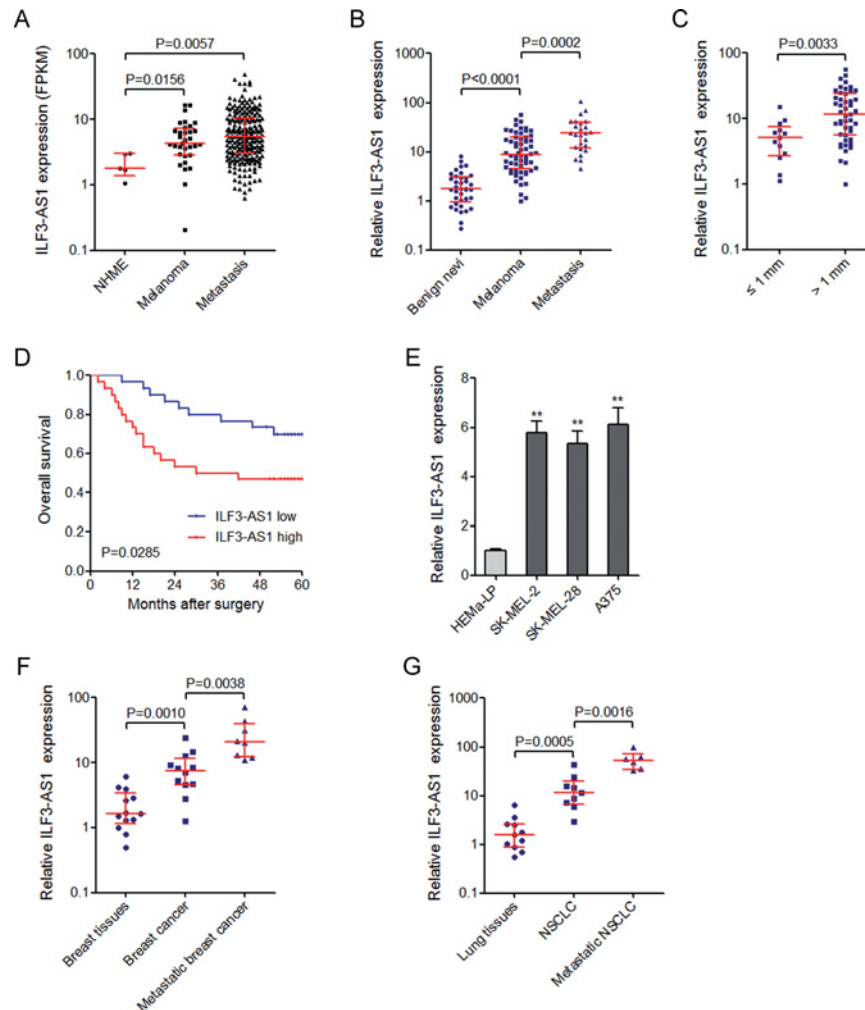 A
ILF3-AS1 expression (FPKM)
P=0.0057
P=0.0156
100
10
1
0.1
NHME
Melanoma
Metastasis
B
Relative ILF3-AS1 expression
P=0.0002
P<0.0001
1000
100
10
1
0.1
Benign nevi
Melanoma
Metastasis
C
Relative ILF3-AS1 expression
P=0.0033
100
10
1
0.1
≤ 1 mm
> 1 mm
D
Overall survival
1.0
0.8
0.6
0.4
0.2
0.0
ILF3-AS1 low
ILF3-AS1 high
P=0.0285
0 12 24 36 48 60
Months after surgery
E
Relative ILF3-AS1 expression
8
6
4
2
0
** ** **
HEMa-LP
SK-MEL-2
SK-MEL-28
A375
F
Relative ILF3-AS1 expression
P=0.0038
P=0.0010
100
10
1
0.1
Breast tissues
Breast cancer
Metastatic breast cancer
G
Relative ILF3-AS1 expression
P=0.0016
P=0.0005
1000
100
10
1
0.1
Lung tissues
NSCLC
Metastatic NSCLC